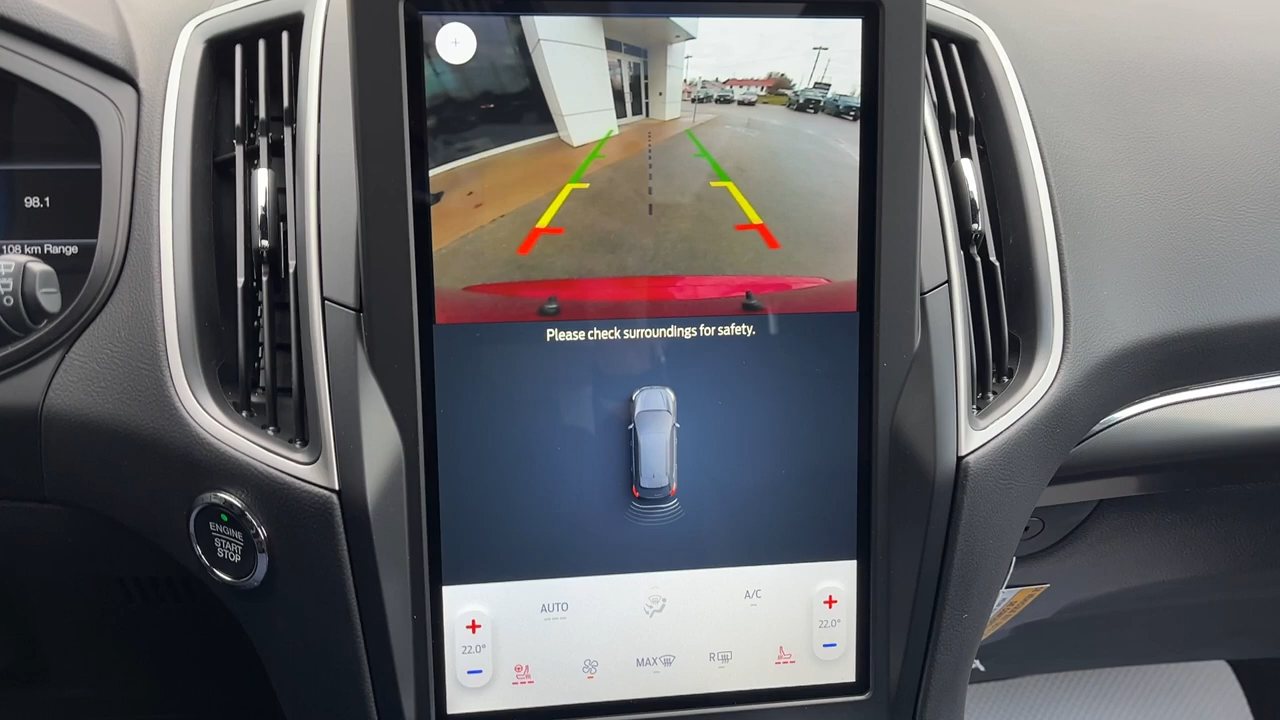 98.1
108 km Range
Please check surroundings for safety.
ENGINE
START
STOP
AUTO
A/C
22.0°
22.0°
MAX
R